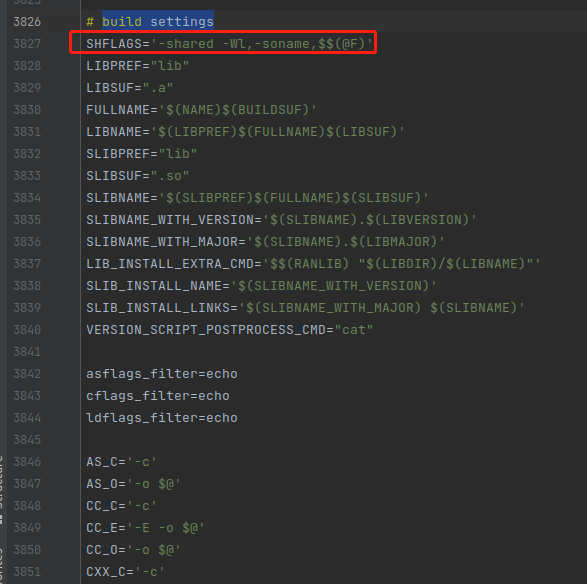 3825
3826 # build settings
3827 SHFLAGS='-shared -Wl,-soname,$$(@F)'
3828 LIBPREF="lib"
3829 LIBSUF=".a"
3830 FULLNAME='$(NAME)$(BUILDSUF)'
3831 LIBNAME='$(LIBPREF)$(FULLNAME)$(LIBSUF)'
3832 SLIBPREF="lib"
3833 SLIBSUF=".so"
3834 SLIBNAME='$(SLIBPREF)$(FULLNAME)$(SLIBSUF)'
3835 SLIBNAME_WITH_VERSION='$(SLIBNAME).$(LIBVERSION)'
3836 SLIBNAME_WITH_MAJOR='$(SLIBNAME).$(LIBMAJOR)'
3837 LIB_INSTALL_EXTRA_CMD='$$(RANLIB) "$(LIBDIR)/$(LIBNAME)"'
3838 SLIB_INSTALL_NAME='$(SLIBNAME_WITH_VERSION)'
3839 SLIB_INSTALL_LINKS='$(SLIBNAME_WITH_MAJOR) $(SLIBNAME)'
3840 VERSION_SCRIPT_POSTPROCESS_CMD="cat"
3841
3842 asflags_filter=echo
3843 cflags_filter=echo
3844 ldflags_filter=echo
3845
3846 AS_C='-c'
3847 AS_O='-o $@'
3848 CC_C='-c'
3849 CC_E='-E -o $@'
3850 CC_O='-o $@'
3851 CXX_C='-c'